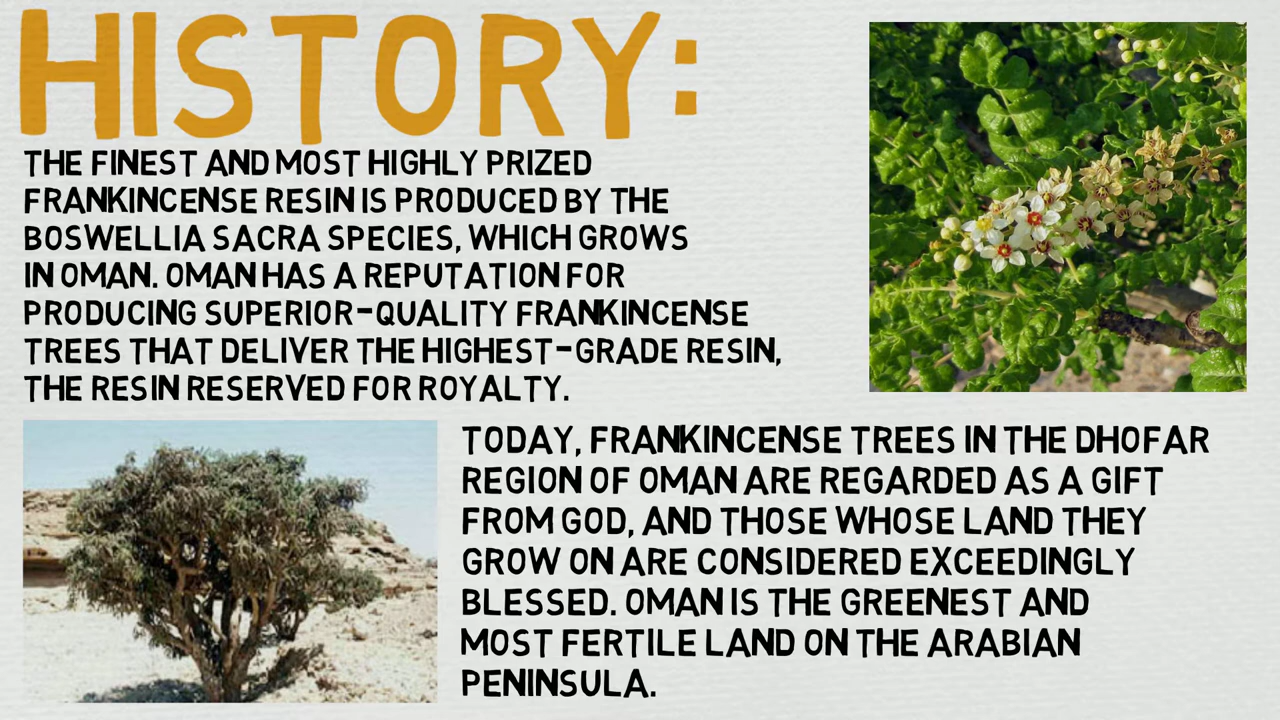 HISTORY:
THE FINEST AND MOST HIGHLY PRIZED
FRANKINCENSE RESIN IS PRODUCED BY THE
BOSWELLIA SACRA SPECIES, WHICH GROWS
IN OMAN. OMAN HAS A REPUTATION FOR
PRODUCING SUPERIOR-QUALITY FRANKINCENSE
TREES THAT DELIVER THE HIGHEST-GRADE RESIN,
THE RESIN RESERVED FOR ROYALTY.
TODAY, FRANKINCENSE TREES IN THE DHOFAR
REGION OF OMAN ARE REGARDED AS A GIFT
FROM GOD, AND THOSE WHOSE LAND THEY
GROW ON ARE CONSIDERED EXCEEDINGLY
BLESSED. OMAN IS THE GREENEST AND
MOST FERTILE LAND ON THE ARABIAN
PENINSULA.